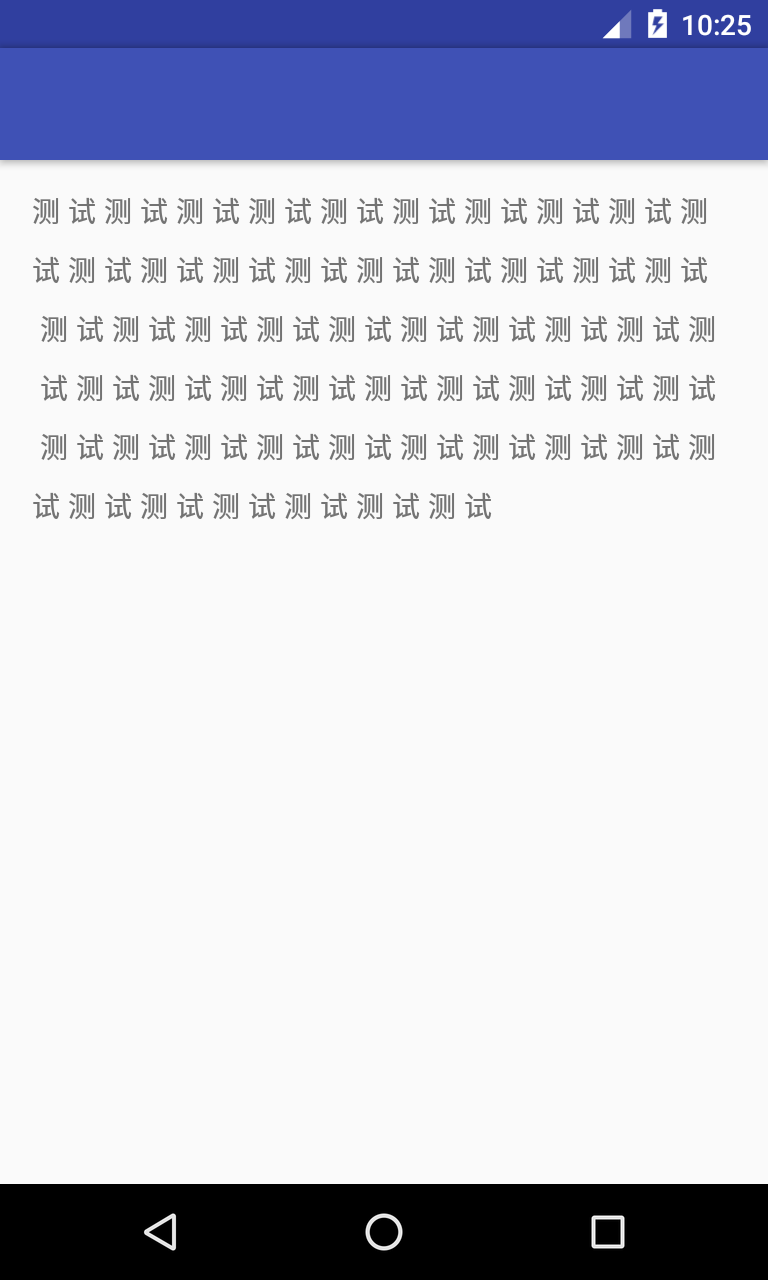 10:25
测 试 测 试 测 试 测 试 测 试 测 试 测 试 测 试 测 试 测
试 测 试 测 试 测 试 测 试 测 试 测 试 测 试 测 试 测 试
测 试 测 试 测 试 测 试 测 试 测 试 测 试 测 试 测 试 测
试 测 试 测 试 测 试 测 试 测 试 测 试 测 试 测 试 测 试
测 试 测 试 测 试 测 试 测 试 测 试 测 试 测 试 测 试 测
试 测 试 测 试 测 试 测 试 测 试 测 试